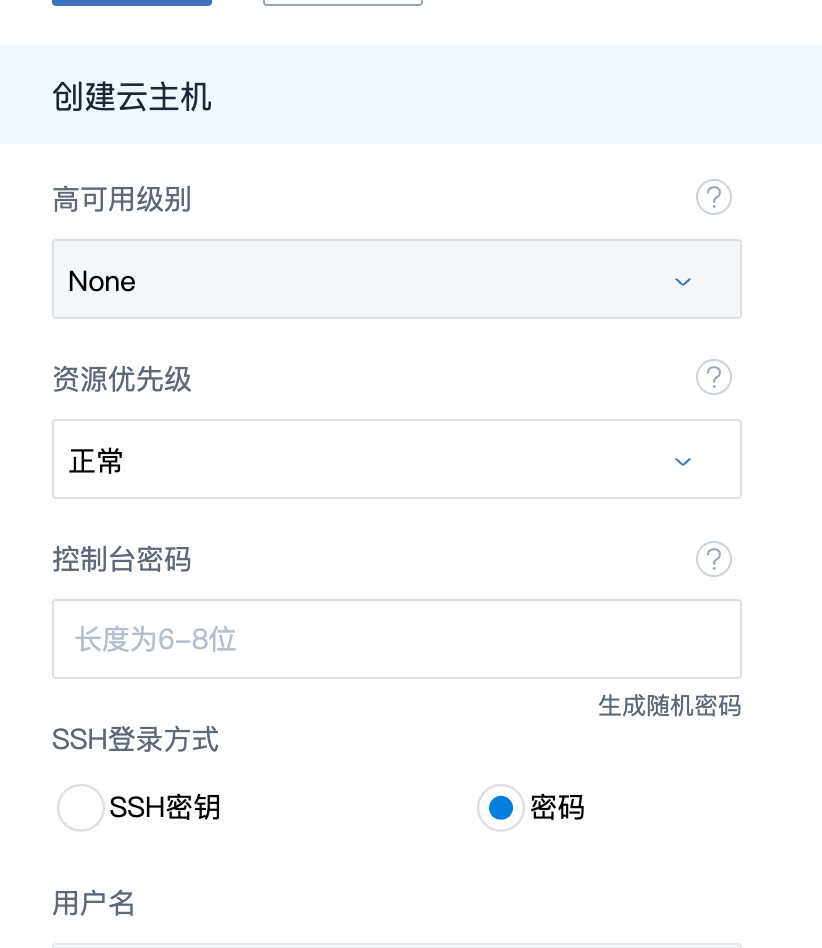 创建云主机
高可用级别
?
None
资源优先级
?
正常
控制台密码
?
长度为6-8位
生成随机密码
SSH登录方式
SSH密钥
密码
用户名